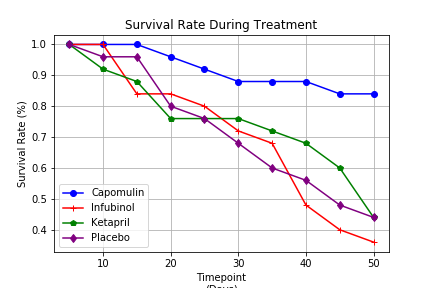 Survival Rate During Treatment
Survival Rate (%)
1.0
0.9
0.8
0.7
0.6
0.5
0.4
Capomulin
Infubinol
Ketapril
Placebo
10
20
30
40
50
Timepoint
(Days)